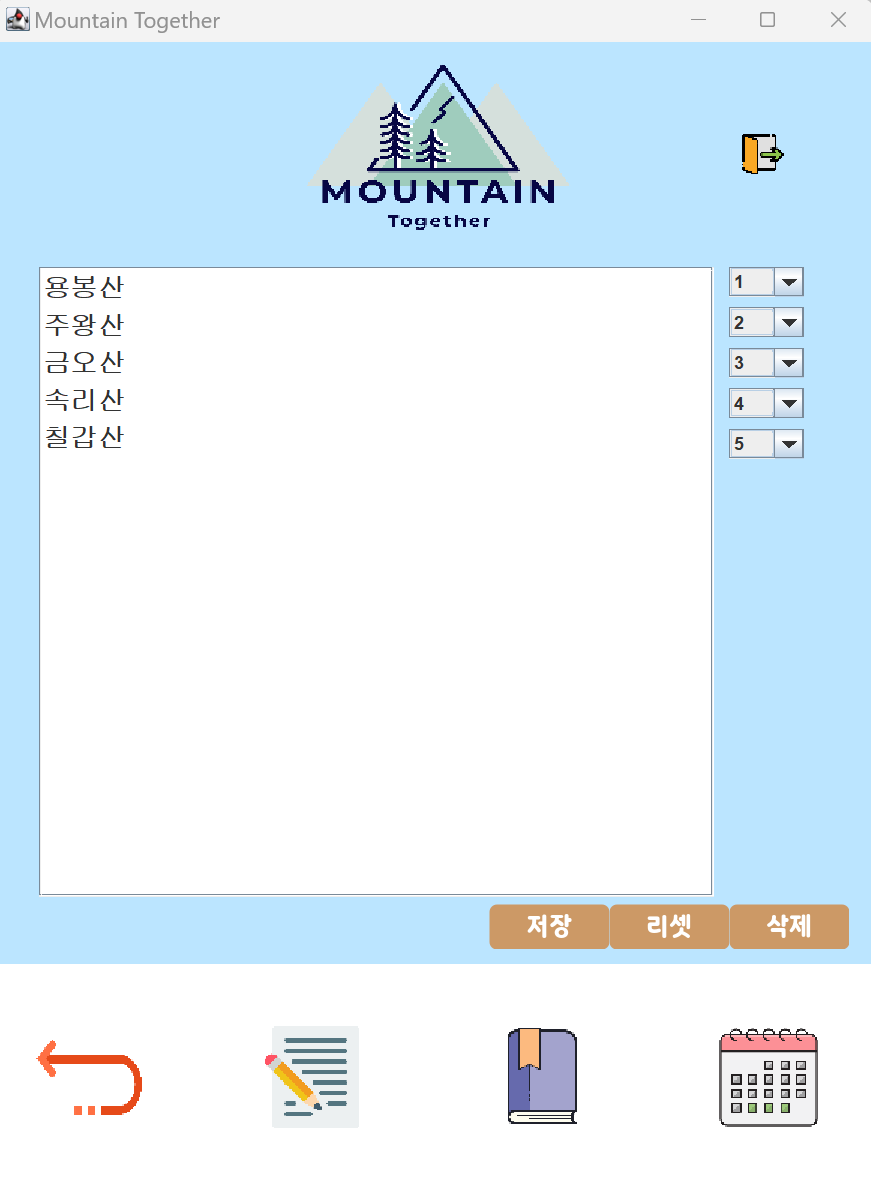 Mountain Together
MOUNTAIN
Together
용봉산
1
주왕산
2
금오산
3
속리산
4
칠갑산
5
저장 리셋 삭제